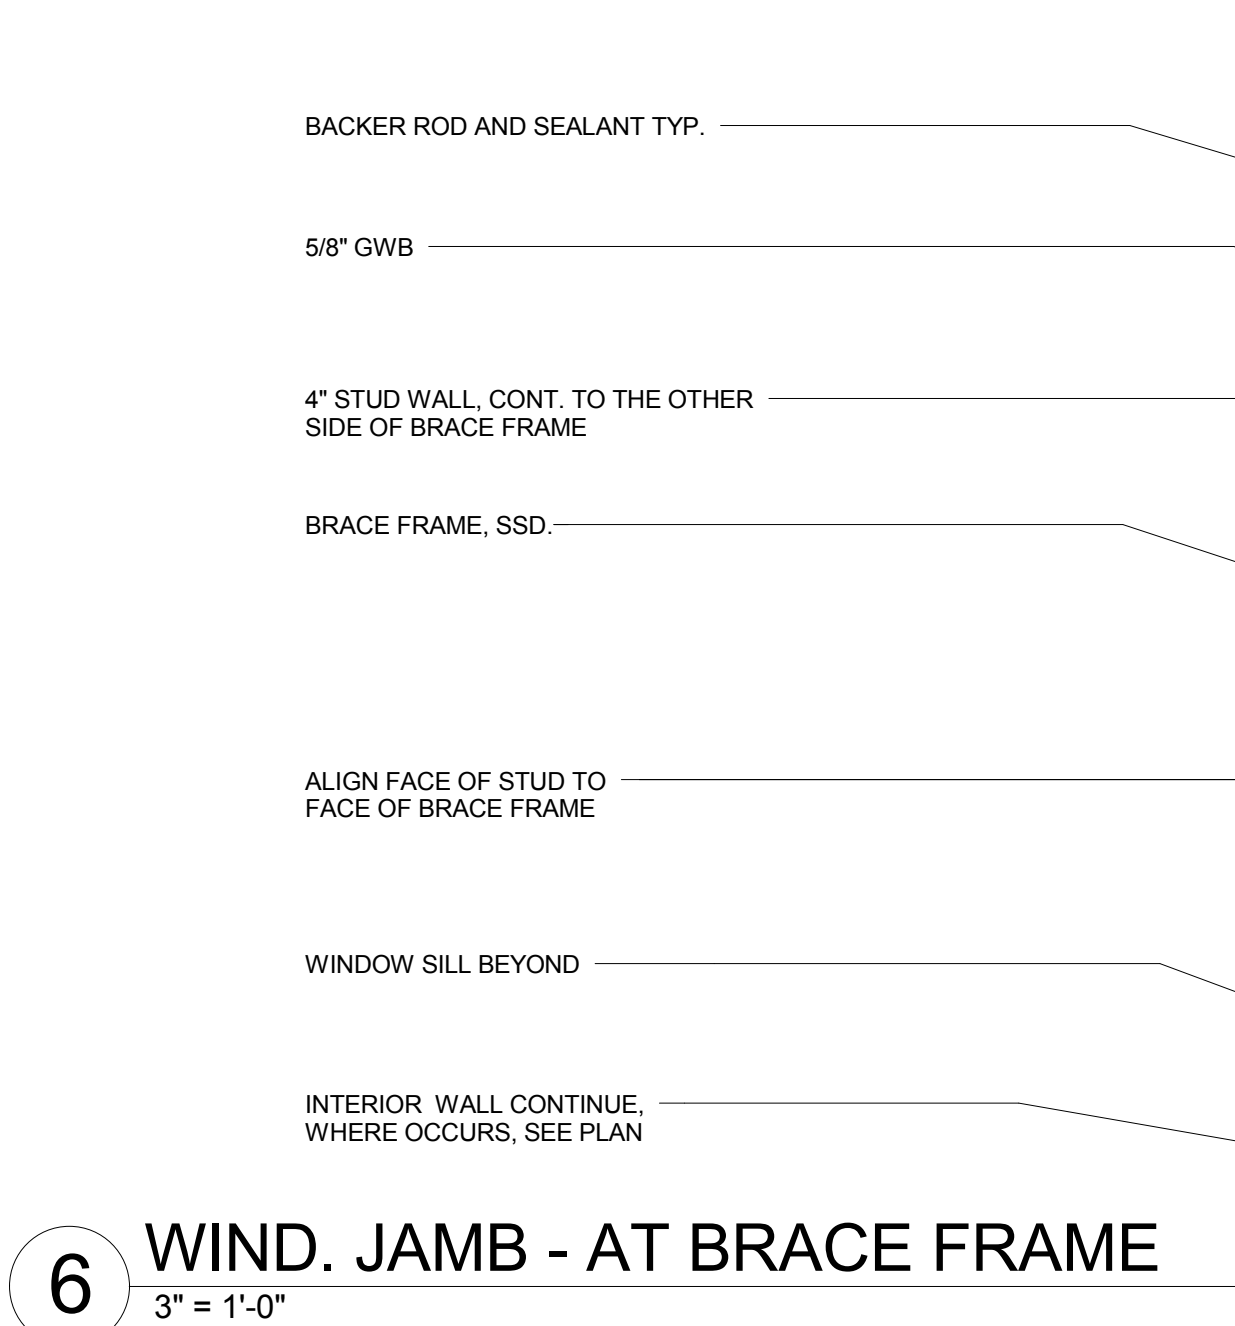 BACKER ROD AND SEALANT TYP.
5/8" GWB
4" STUD WALL, CONT. TO THE OTHER
SIDE OF BRACE FRAME
BRACE FRAME, SSD.
ALIGN FACE OF STUD TO
FACE OF BRACE FRAME
WINDOW SILL BEYOND
INTERIOR  WALL CONTINUE,
WHERE OCCURS, SEE PLAN
6
WIND. JAMB - AT BRACE FRAME
3" = 1'-0"